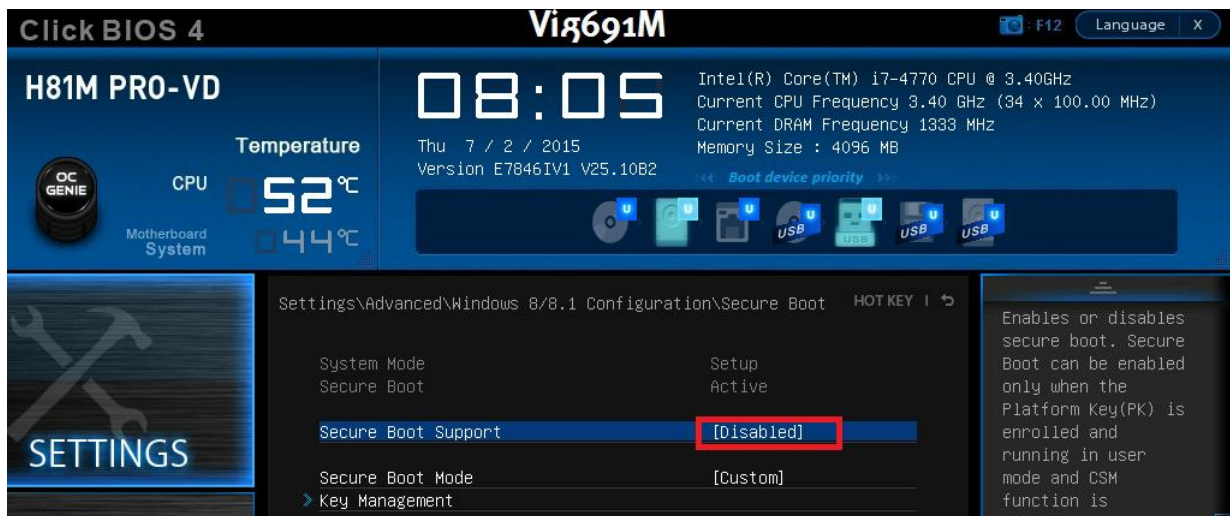 Click BIOS 4
Vig691M
: F12
Language
X
H81M PRO-VD
08:05
Intel(R) Core(TM) i7-4770 CPU @ 3.40GHz
Current CPU Frequency 3.40 GHz (34 x 100.00 MHz)
Current DRAM Frequency 1333 MHz
Memory Size : 4096 MB
Thu 7 / 2 / 2015
Version E7846IV1 V25.10B2
Temperature
OC
GENIE
CPU
52°C
Motherboard
System
44°C
Boot device priority
U
U
U
U
USB
U
USB
U
USB
U
USB
SETTINGS
Settings\Advanced\Windows 8/8.1 Configuration\Secure Boot
HOT KEY |
System Mode Setup
Secure Boot Active
Secure Boot Support [Disabled]
Secure Boot Mode [Custom]
Key Management
Enables or disables
secure boot. Secure
Boot can be enabled
only when the
Platform Key(PK) is
enrolled and
running in user
mode and CSM
function is